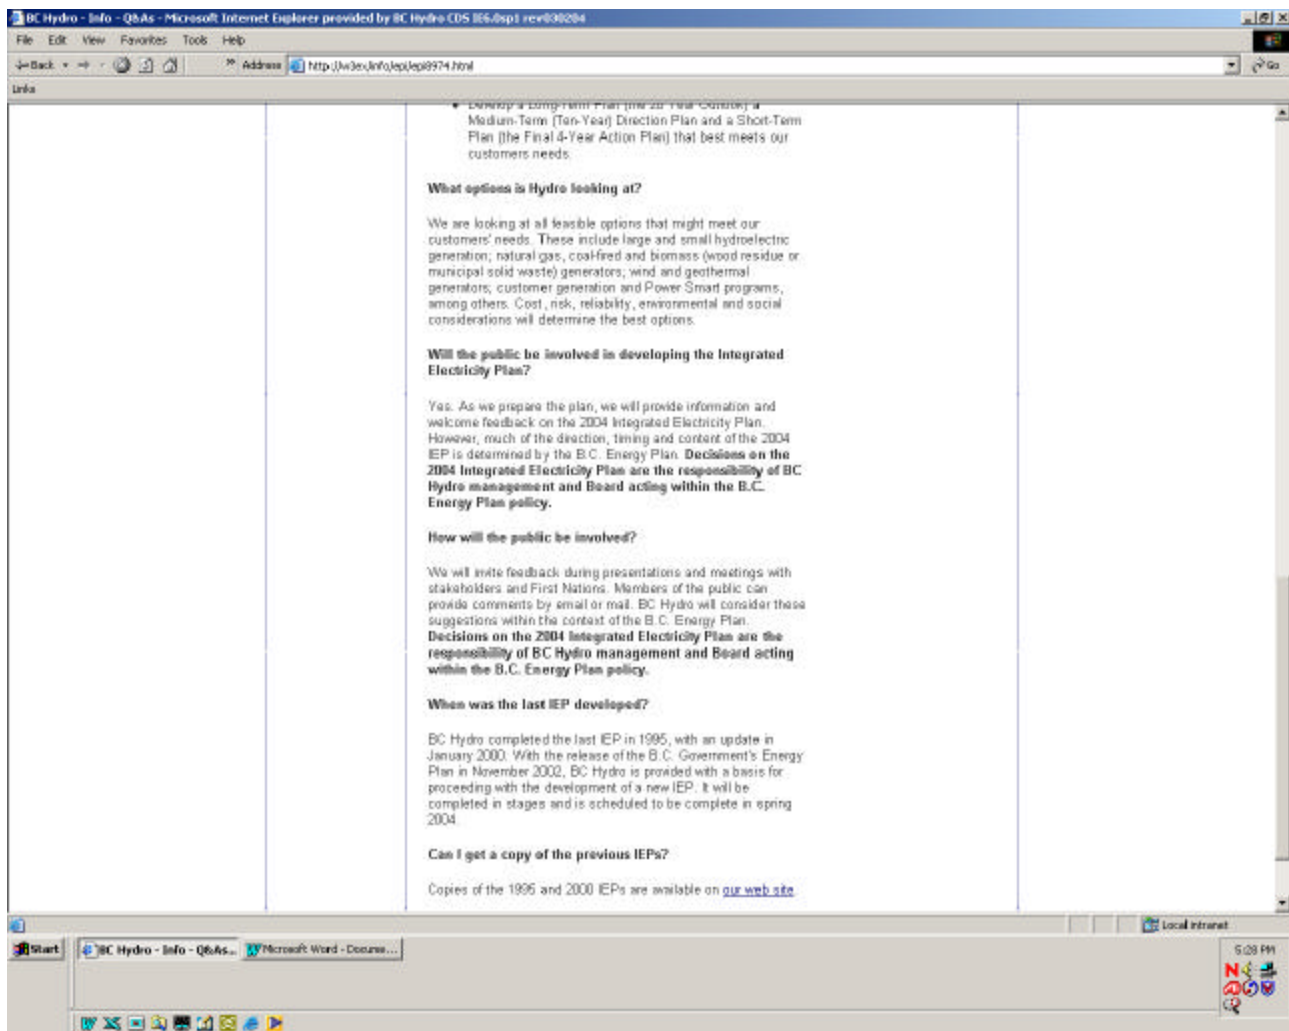 BC Hydro - Info - Q&As - Microsoft Internet Explorer provided by BC Hydro CDS IE6.0sp1 rev030204
File Edit View Favorites Tools Help
Back » Address http://w3ex/info/epi/epi8974.html Go
Links
Develop a Long-Term Plan (the 20 Year Outlook) a
Medium-Term (Ten-Year) Direction Plan and a Short-Term
Plan (the Final 4-Year Action Plan) that best meets our
customers needs.
What options is Hydro looking at?
We are looking at all feasible options that might meet our
customers' needs. These include large and small hydroelectric
generation; natural gas, coal-fired and biomass (wood residue or
municipal solid waste) generators; wind and geothermal
generators; customer generation and Power Smart programs,
among others. Cost, risk, reliability, environmental and social
considerations will determine the best options.
Will the public be involved in developing the Integrated
Electricity Plan?
Yes. As we prepare the plan, we will provide information and
welcome feedback on the 2004 Integrated Electricity Plan.
However, much of the direction, timing and content of the 2004
IEP is determined by the B.C. Energy Plan. Decisions on the
2004 Integrated Electricity Plan are the responsibility of BC
Hydro management and Board acting within the B.C.
Energy Plan policy.
How will the public be involved?
We will invite feedback during presentations and meetings with
stakeholders and First Nations. Members of the public can
provide comments by email or mail. BC Hydro will consider these
suggestions within the context of the B.C. Energy Plan.
Decisions on the 2004 Integrated Electricity Plan are the
responsibility of BC Hydro management and Board acting
within the B.C. Energy Plan policy.
When was the last IEP developed?
BC Hydro completed the last IEP in 1995, with an update in
January 2000. With the release of the B.C. Government's Energy
Plan in November 2002, BC Hydro is provided with a basis for
proceeding with the development of a new IEP. It will be
completed in stages and is scheduled to be complete in spring
2004.
Can I get a copy of the previous IEPs?
Copies of the 1995 and 2000 IEPs are available on our web site
Local intranet
Start BC Hydro - Info - Q&As... Microsoft Word - Docume... 5:28 PM